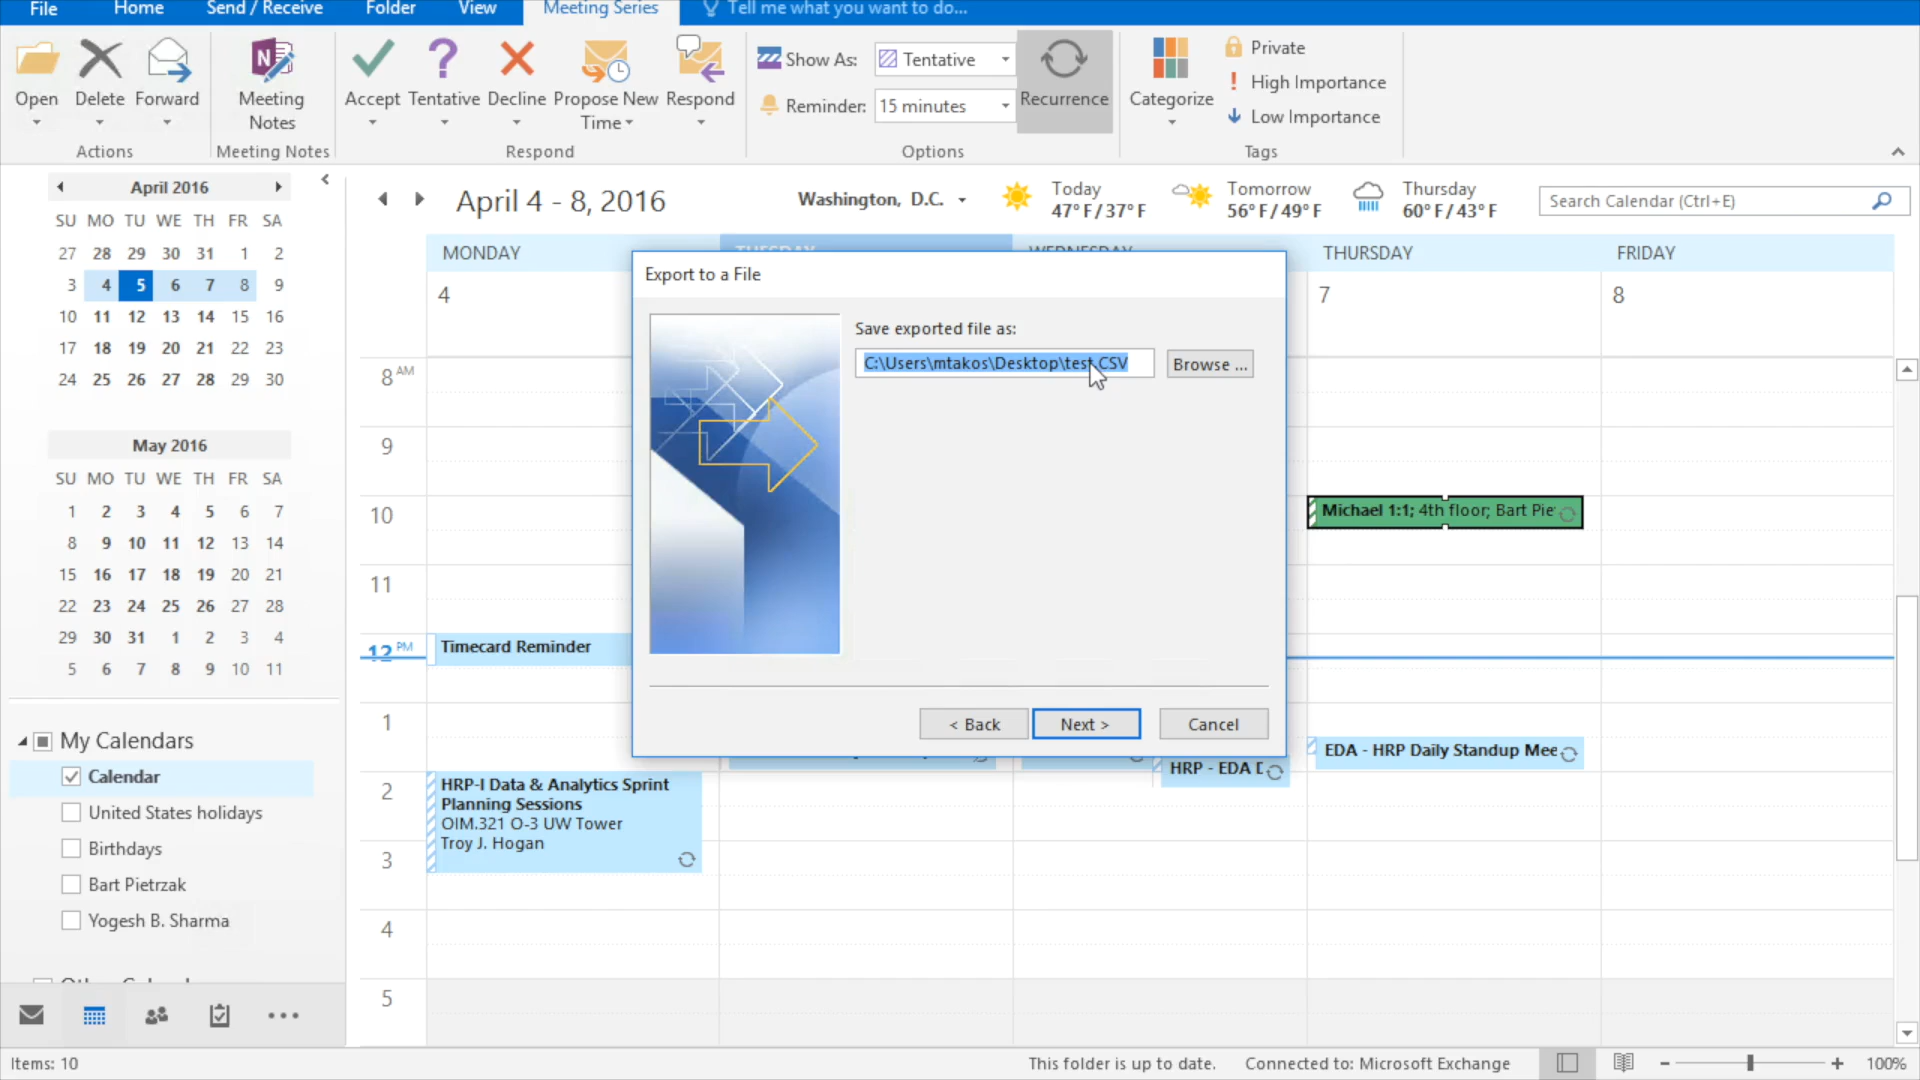 File Home Send / Receive Folder View Meeting Series Tell me what you want to do...
Open Delete Forward
Actions
Meeting
Notes
Meeting Notes
Accept Tentative Decline Propose New
Time Respond
Respond
Show As: Tentative
Reminder: 15 minutes
Recurrence
Options
Categorize
Private
High Importance
Low Importance
Tags
April 2016
SU MO TU WE TH FR SA
27 28 29 30 31 1 2
3 4 5 6 7 8 9
10 11 12 13 14 15 16
17 18 19 20 21 22 23
24 25 26 27 28 29 30
May 2016
SU MO TU WE TH FR SA
1 2 3 4 5 6 7
8 9 10 11 12 13 14
15 16 17 18 19 20 21
22 23 24 25 26 27 28
29 30 31 1 2 3 4
5 6 7 8 9 10 11
My Calendars
Calendar
United States holidays
Birthdays
Bart Pietrzak
Yogesh B. Sharma
April 4 - 8, 2016
Washington, D.C.
Today
47° F / 37° F
Tomorrow
56° F / 49° F
Thursday
60° F / 43° F
Search Calendar (Ctrl+E)
MONDAY TUESDAY WEDNESDAY THURSDAY FRIDAY
4 7 8
8 AM
9
10
11
12 PM
1
2
3
4
5
Timecard Reminder
HRP-I Data & Analytics Sprint
Planning Sessions
OIM.321 O-3 UW Tower
Troy J. Hogan
HRP - EDA D
Michael 1:1; 4th floor; Bart Pie
EDA - HRP Daily Standup Mee
Export to a File
Save exported file as:
C:\Users\mtakos\Desktop\test.CSV
Browse ...
< Back
Next >
Cancel
Items: 10
This folder is up to date.
Connected to: Microsoft Exchange
100%